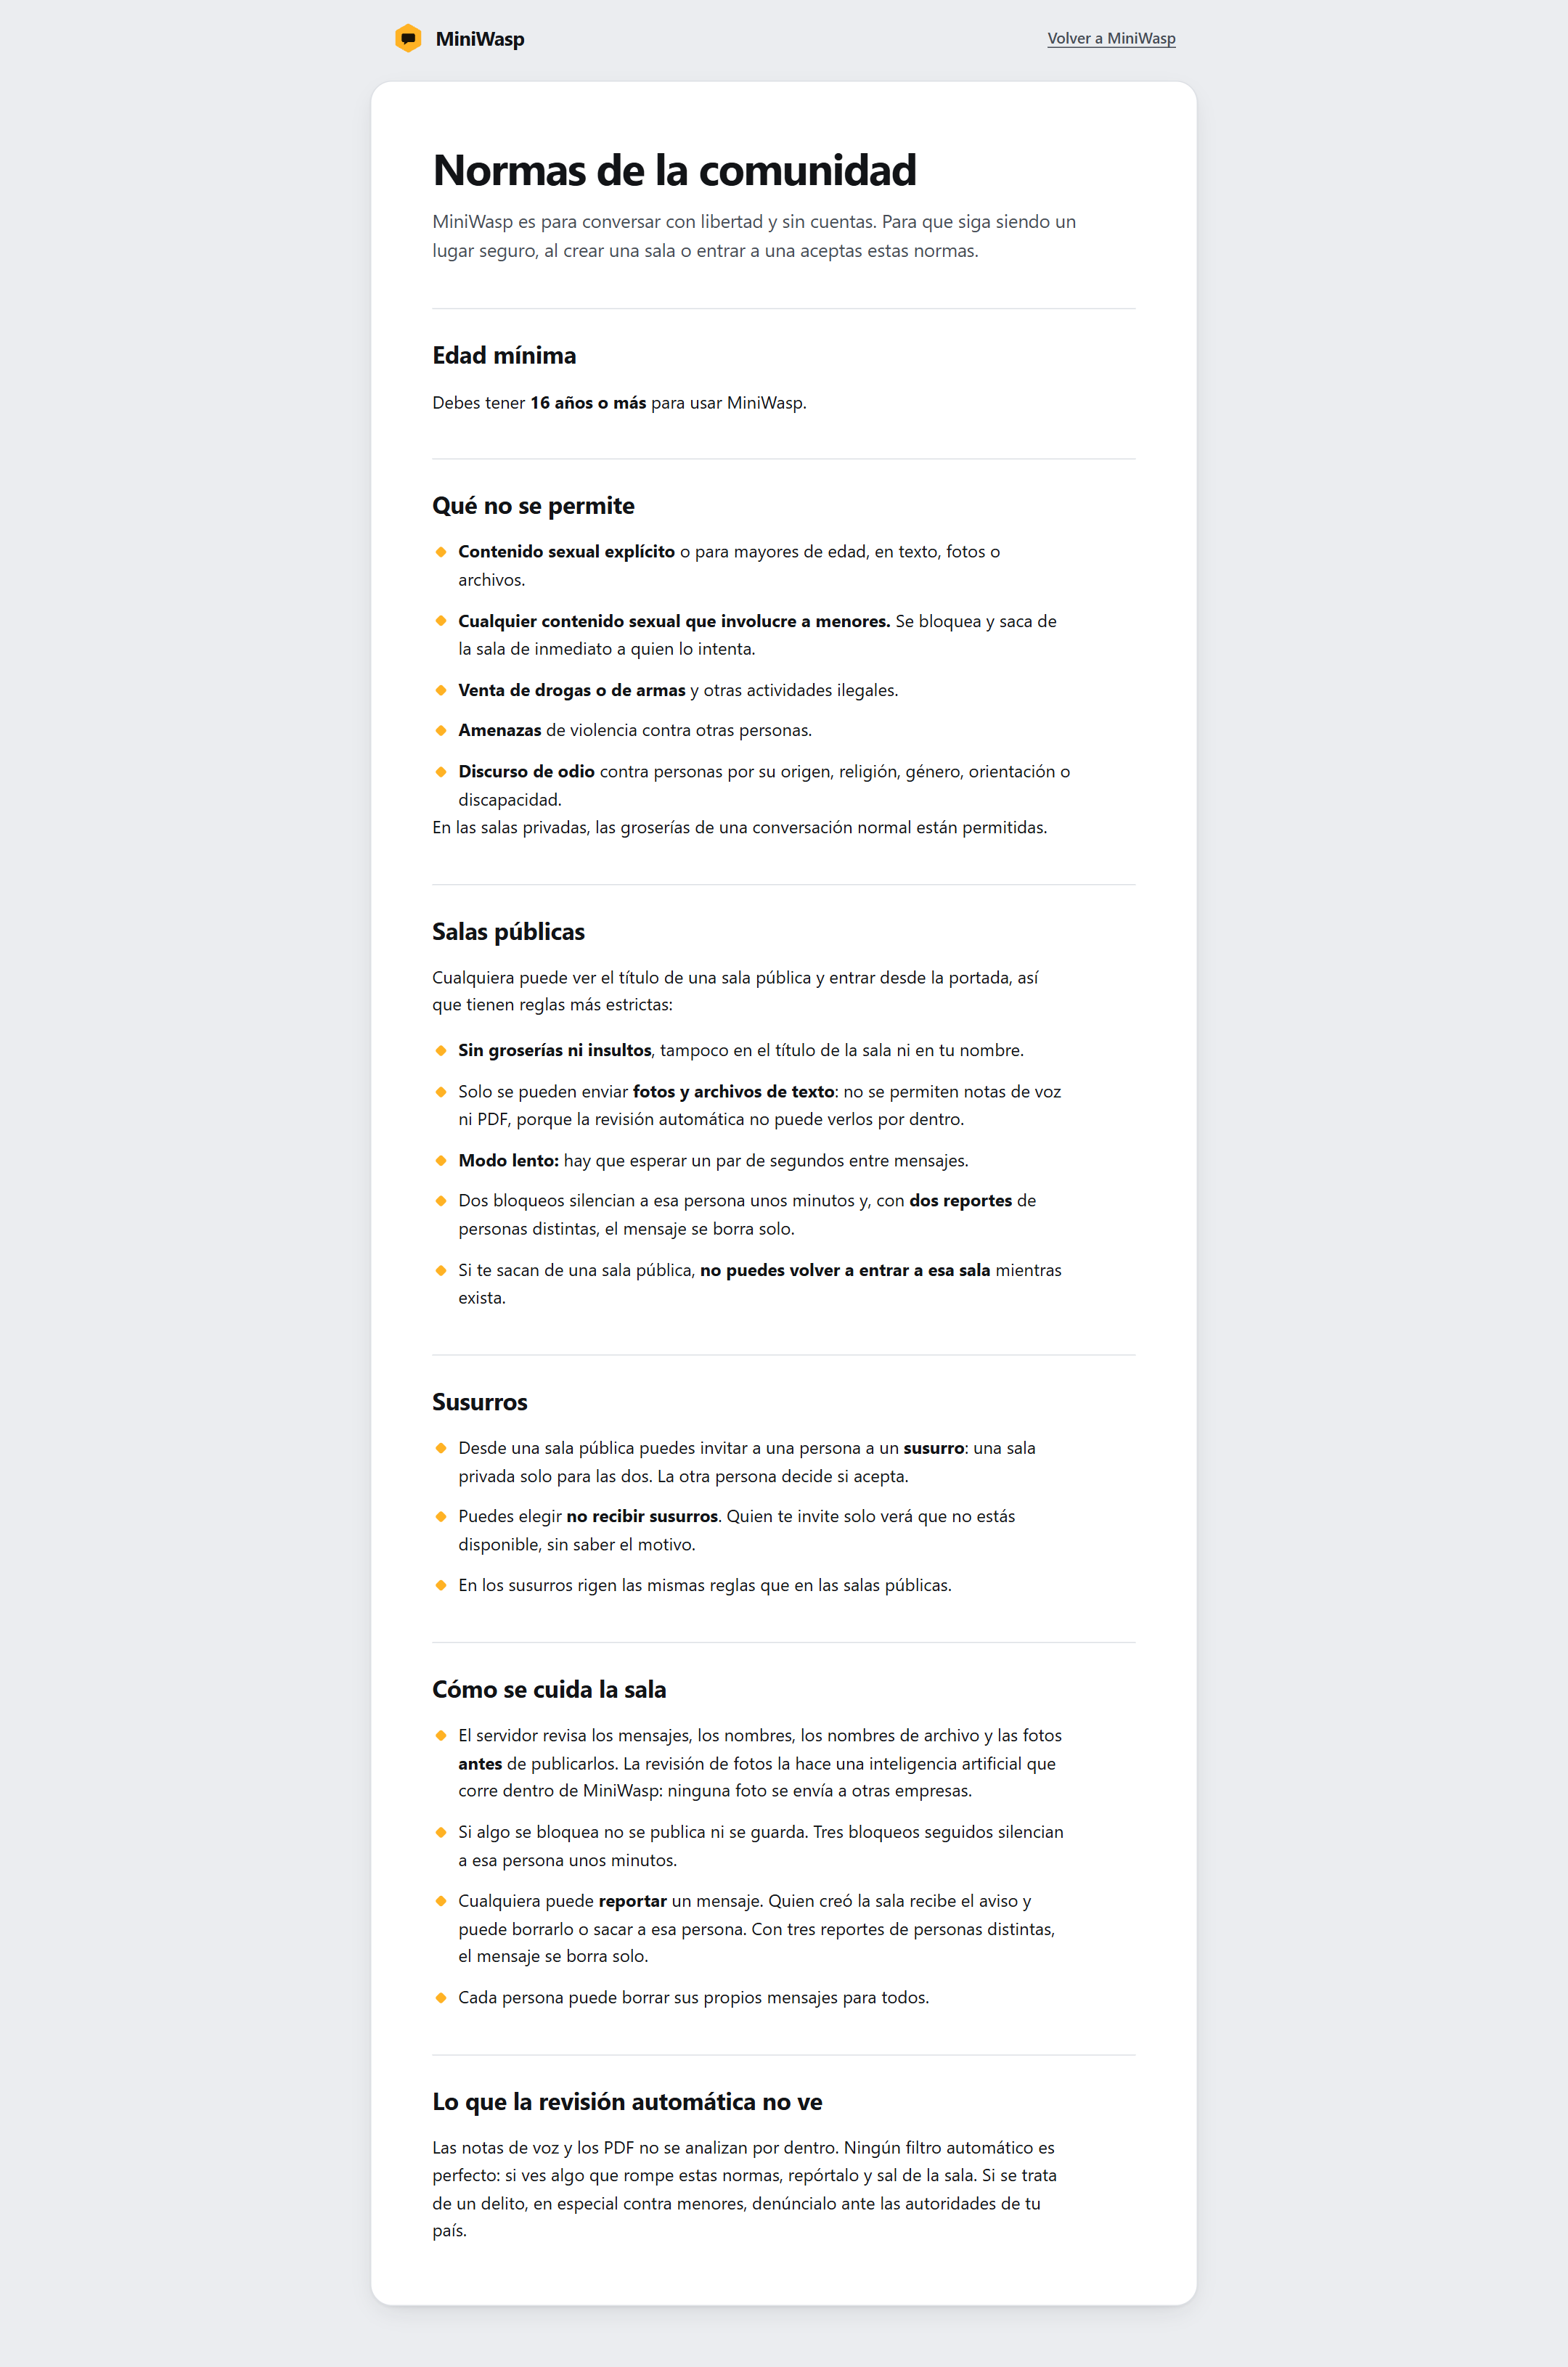 MiniWasp
Volver a MiniWasp
Normas de la comunidad
MiniWasp es para conversar con libertad y sin cuentas. Para que siga siendo un
lugar seguro, al crear una sala o entrar a una aceptas estas normas.
Edad mínima
Debes tener 16 años o más para usar MiniWasp.
Qué no se permite
Contenido sexual explícito o para mayores de edad, en texto, fotos o
archivos.
Cualquier contenido sexual que involucre a menores. Se bloquea y saca de
la sala de inmediato a quien lo intenta.
Venta de drogas o de armas y otras actividades ilegales.
Amenazas de violencia contra otras personas.
Discurso de odio contra personas por su origen, religión, género, orientación o
discapacidad.
En las salas privadas, las groserías de una conversación normal están permitidas.
Salas públicas
Cualquiera puede ver el título de una sala pública y entrar desde la portada, así
que tienen reglas más estrictas:
Sin groserías ni insultos, tampoco en el título de la sala ni en tu nombre.
Solo se pueden enviar fotos y archivos de texto: no se permiten notas de voz
ni PDF, porque la revisión automática no puede verlos por dentro.
Modo lento: hay que esperar un par de segundos entre mensajes.
Dos bloqueos silencian a esa persona unos minutos y, con dos reportes de
personas distintas, el mensaje se borra solo.
Si te sacan de una sala pública, no puedes volver a entrar a esa sala mientras
exista.
Susurros
Desde una sala pública puedes invitar a una persona a un susurro: una sala
privada solo para las dos. La otra persona decide si acepta.
Puedes elegir no recibir susurros. Quien te invite solo verá que no estás
disponible, sin saber el motivo.
En los susurros rigen las mismas reglas que en las salas públicas.
Cómo se cuida la sala
El servidor revisa los mensajes, los nombres, los nombres de archivo y las fotos
antes de publicarlos. La revisión de fotos la hace una inteligencia artificial que
corre dentro de MiniWasp: ninguna foto se envía a otras empresas.
Si algo se bloquea no se publica ni se guarda. Tres bloqueos seguidos silencian
a esa persona unos minutos.
Cualquiera puede reportar un mensaje. Quien creó la sala recibe el aviso y
puede borrarlo o sacar a esa persona. Con tres reportes de personas distintas,
el mensaje se borra solo.
Cada persona puede borrar sus propios mensajes para todos.
Lo que la revisión automática no ve
Las notas de voz y los PDF no se analizan por dentro. Ningún filtro automático es
perfecto: si ves algo que rompe estas normas, repórtalo y sal de la sala. Si se trata
de un delito, en especial contra menores, denúncialo ante las autoridades de tu
país.